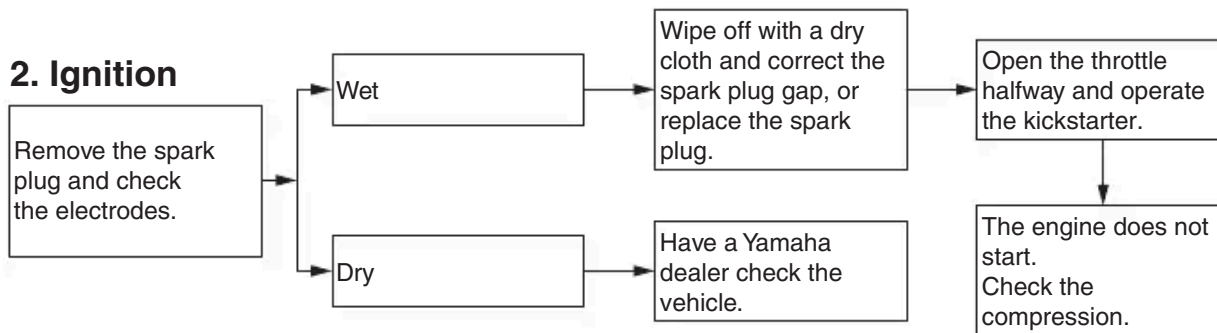 2. Ignition
Remove the spark
plug and check
the electrodes.
Wet
Wipe off with a dry
cloth and correct the
spark plug gap, or
replace the spark
plug.
Open the throttle
halfway and operate
the kickstarter.
The engine does not
start.
Check the
compression.
Dry
Have a Yamaha
dealer check the
vehicle.